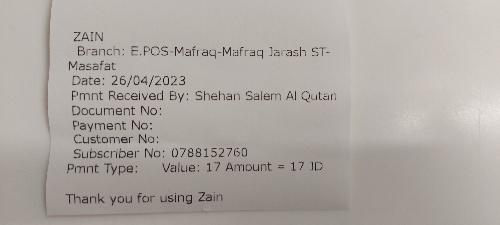 ZAIN
Branch: E.POS-Mafraq-Mafraq Jarash ST-
Masafat
Date: 26/04/2023
Pmnt Received By: Shehan Salem Al Qutan
Document No:
Payment No:
Customer No:
Subscriber No: 0788152760
Pmnt Type: Value: 17 Amount = 17 JD
Thank you for using Zain